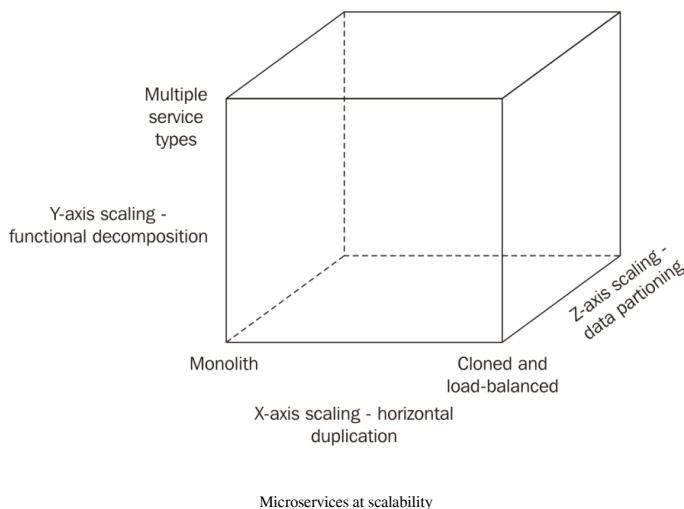 Multiple
service
types
Y-axis scaling -
functional decomposition
Z-axis scaling -
data partioning
Monolith
Cloned and
load-balanced
X-axis scaling - horizontal
duplication
Microservices at scalability